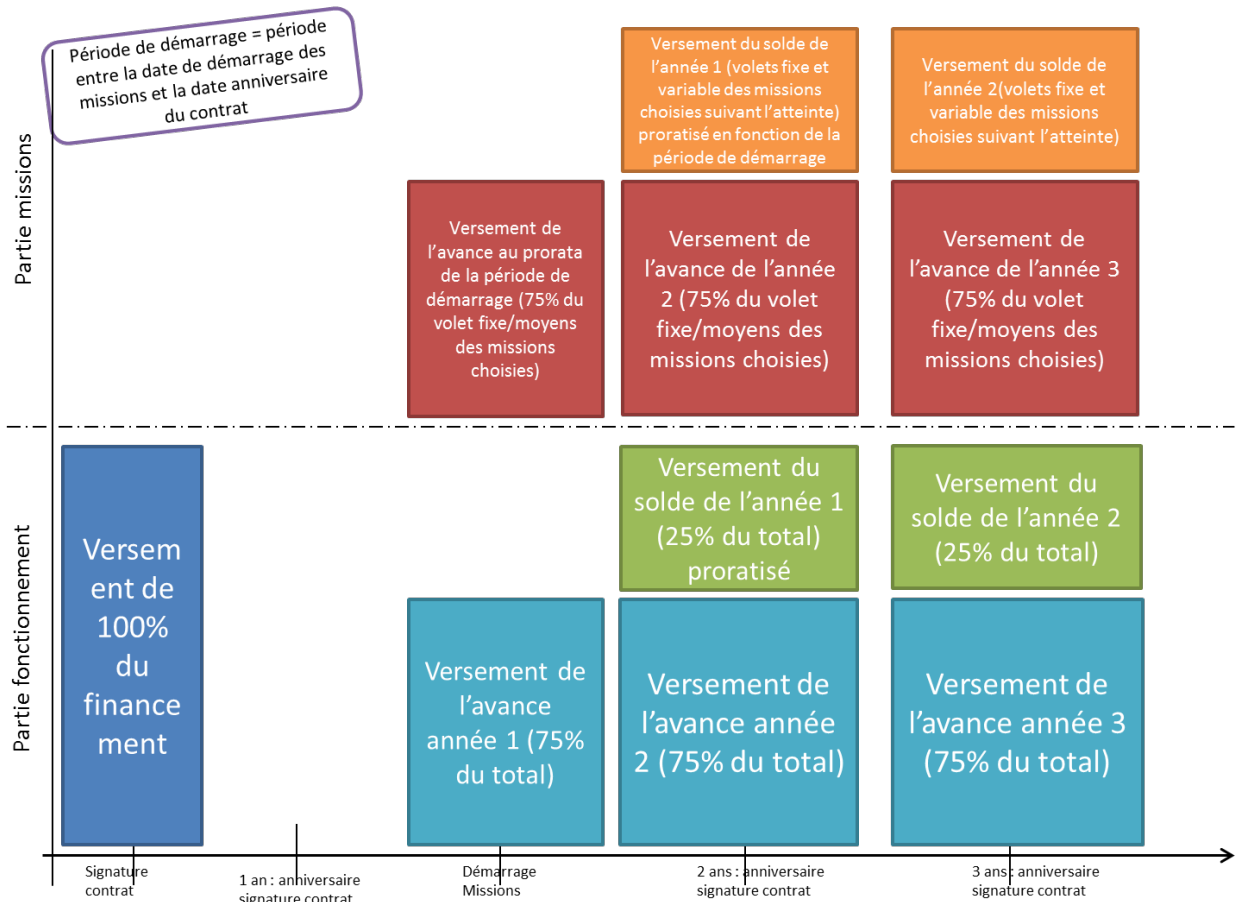 Période de démarrage = période
entre la date de démarrage des
missions et la date anniversaire
du contrat
Partie missions
Versement du solde de
l'année 1 (volets fixe et
variable des missions
choisies suivant l'atteinte)
proratisé en fonction de la
période de démarrage
Versement du solde de
l'année 2(volets fixe et
variable des missions
choisies suivant l'atteinte)
Versement de
l'avance au prorata
de la période de
démarrage (75% du
volet fixe/moyens
des missions
choisies)
Versement de
l'avance de l'année
2 (75% du volet
fixe/moyens des
missions choisies)
Versement de
l'avance de l'année 3
(75% du volet
fixe/moyens des
missions choisies)
Partie fonctionnement
Versem
ent de
100%
du
finance
ment
Versement du
solde de l'année 1
(25% du total)
proratisé
Versement du
solde de l'année 2
(25% du total)
Versement de
l'avance
année 1 (75%
du total)
Versement de
l'avance année
2 (75% du total)
Versement de
l'avance année 3
(75% du total)
Signature
contrat
1 an : anniversaire
signature contrat
Démarrage
Missions
2 ans : anniversaire
signature contrat
3 ans : anniversaire
signature contrat